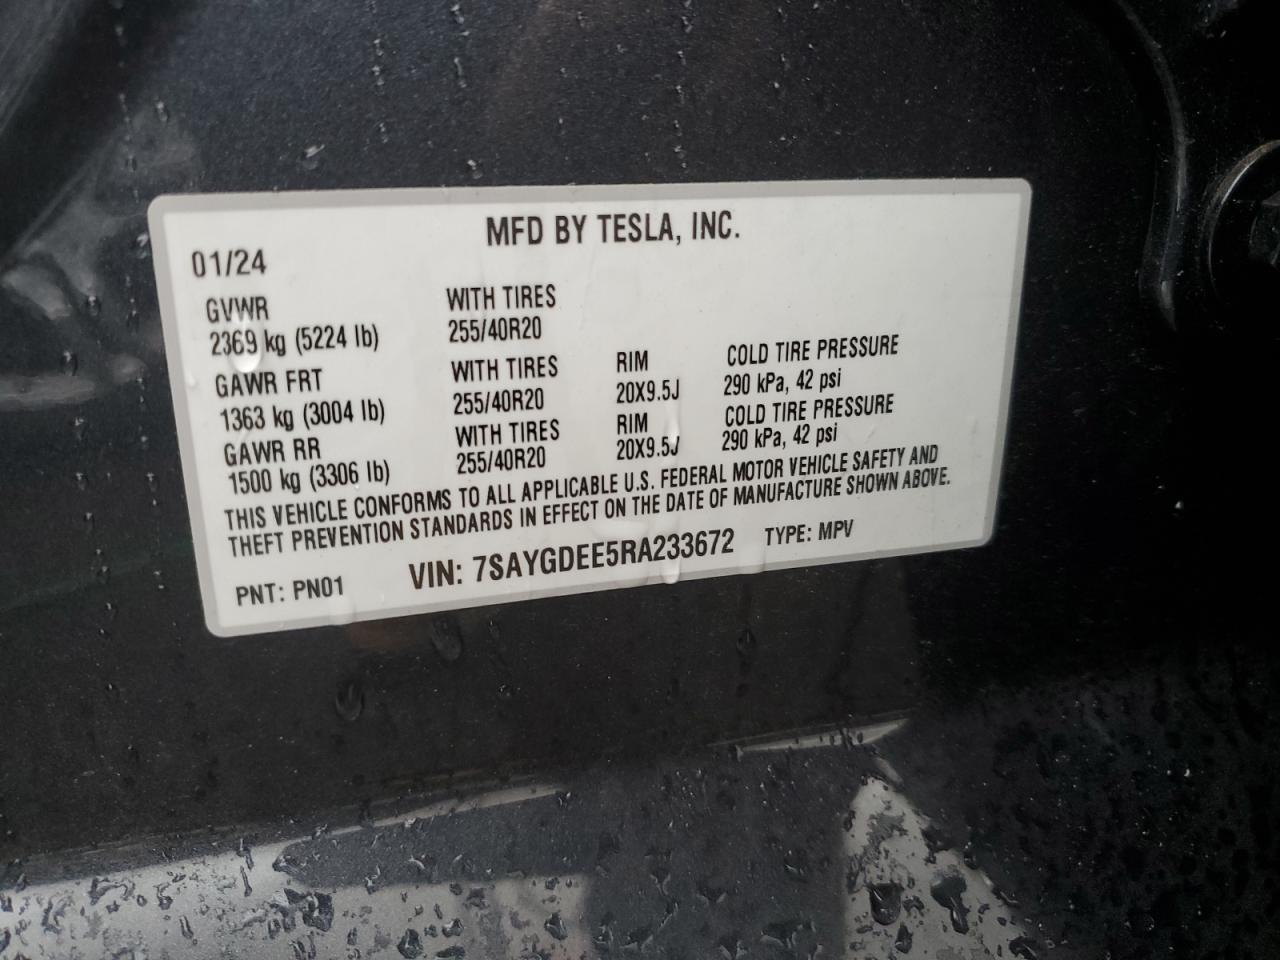 MFD BY TESLA, INC.
01/24
GVWR WITH TIRES
2369 kg (5224 lb) 255/40R20
GAWR FRT WITH TIRES RIM COLD TIRE PRESSURE
1363 kg (3004 lb) 255/40R20 20X9.5J 290 kPa, 42 psi
GAWR RR WITH TIRES RIM COLD TIRE PRESSURE
1500 kg (3306 lb) 255/40R20 20X9.5J 290 kPa, 42 psi
THIS VEHICLE CONFORMS TO ALL APPLICABLE U.S. FEDERAL MOTOR VEHICLE SAFETY AND
THEFT PREVENTION STANDARDS IN EFFECT ON THE DATE OF MANUFACTURE SHOWN ABOVE.
PNT: PN01 VIN: 7SAYGDEE5RA233672 TYPE: MPV